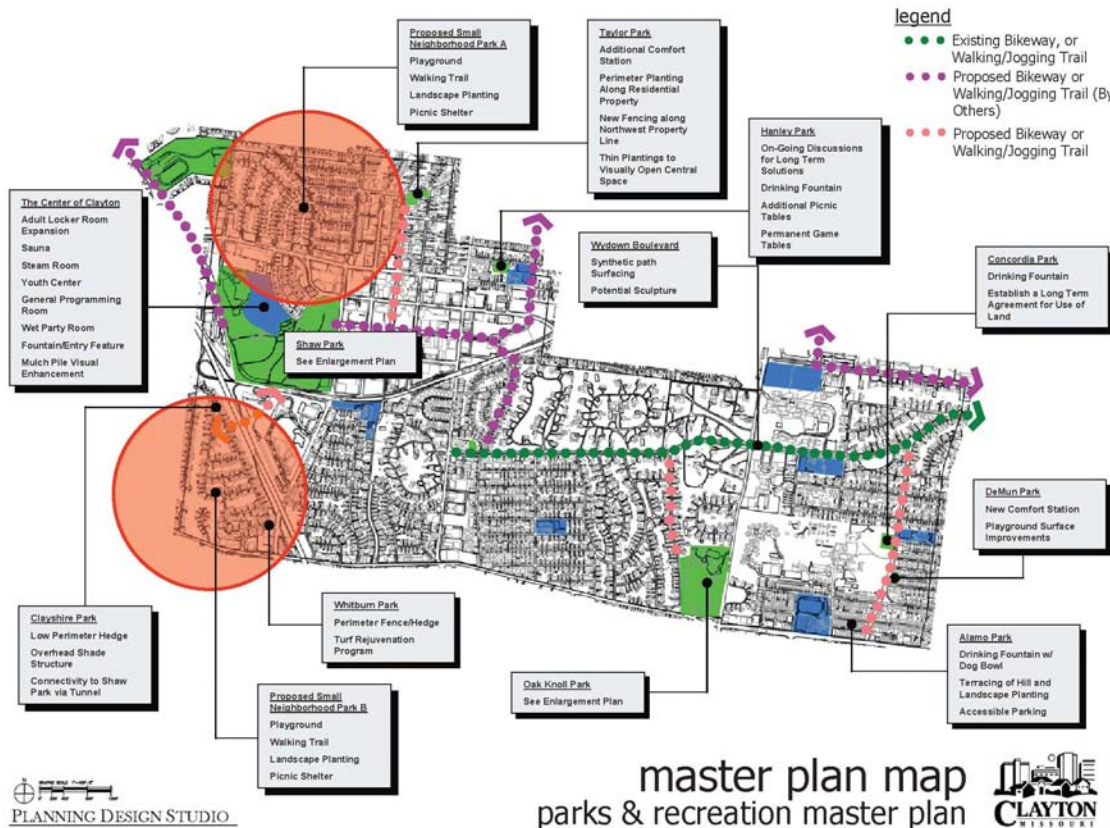 legend
Existing Bikeway, or
Walking/Jogging Trail
Proposed Bikeway or
Walking/Jogging Trail (By
Others)
Proposed Bikeway or
Walking/Jogging Trail
Proposed Small
Neighborhood Park A
Playground
Walking Trail
Landscape Planting
Picnic Shelter
Taylor Park
Additional Comfort
Station
Perimeter Planting
Along Residential
Property
New Fencing along
Northwest Property
Line
Thin Plantings to
Visually Open Central
Space
Hanley Park
On-Going Discussions
for Long Term
Solutions
Drinking Fountain
Additional Picnic
Tables
Permanent Game
Tables
The Center of Clayton
Adult Locker Room
Expansion
Sauna
Steam Room
Youth Center
General Programming
Room
Wet Party Room
Fountain/Entry Feature
Mulch Pile Visual
Enhancement
Wydown Boulevard
Synthetic path
Surfacing
Potential Sculpture
Concordia Park
Drinking Fountain
Establish a Long Term
Agreement for Use of
Land
Shaw Park
See Enlargement Plan
DeMun Park
New Comfort Station
Playground Surface
Improvements
Clayshire Park
Low Perimeter Hedge
Overhead Shade
Structure
Connectivity to Shaw
Park via Tunnel
Whitburn Park
Perimeter Fence/Hedge
Turf Rejuvenation
Program
Proposed Small
Neighborhood Park B
Playground
Walking Trail
Landscape Planting
Picnic Shelter
Oak Knoll Park
See Enlargement Plan
Alamo Park
Drinking Fountain w/
Dog Bowl
Terracing of Hill and
Landscape Planting
Accessible Parking
PLANNING DESIGN STUDIO
master plan map
parks & recreation master plan
CLAYTON
MISSOURI